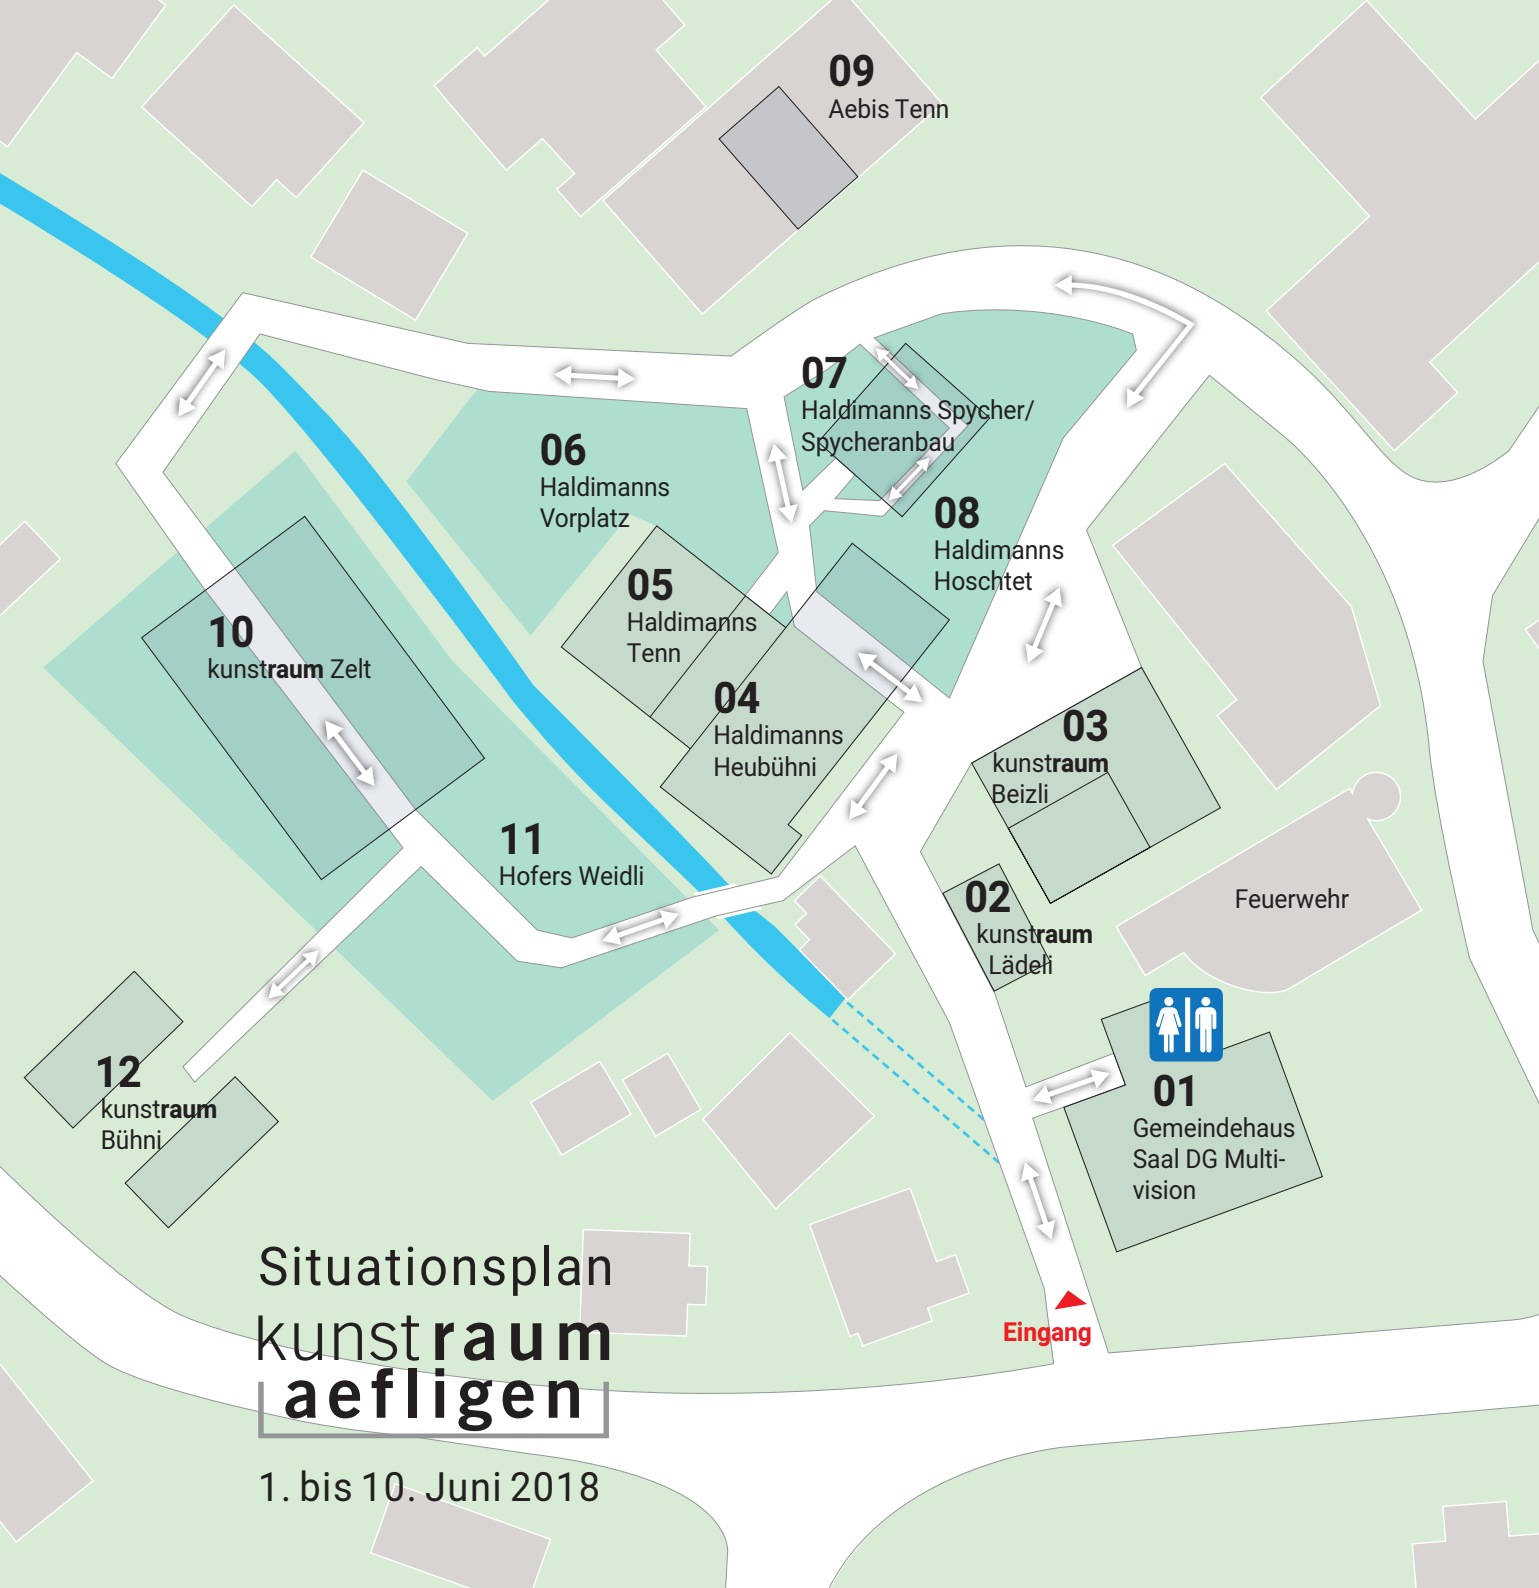 09
Aebis Tenn
07
Haldimanns Spycher/
Spycheranbau
06
Haldimanns
Vorplatz
08
Haldimanns
Hoschtet
05
Haldimanns
Tenn
10
kunstraum Zelt
04
Haldimanns
Heubühni
03
kunstraum
Beizli
11
Hofers Weidli
02
kunstraum
Lädeli
Feuerwehr
12
kunstraum
Bühni
01
Gemeindehaus
Saal DG Multi-
vision
Eingang
Situationsplan
kunstraum
aefligen
1. bis 10. Juni 2018